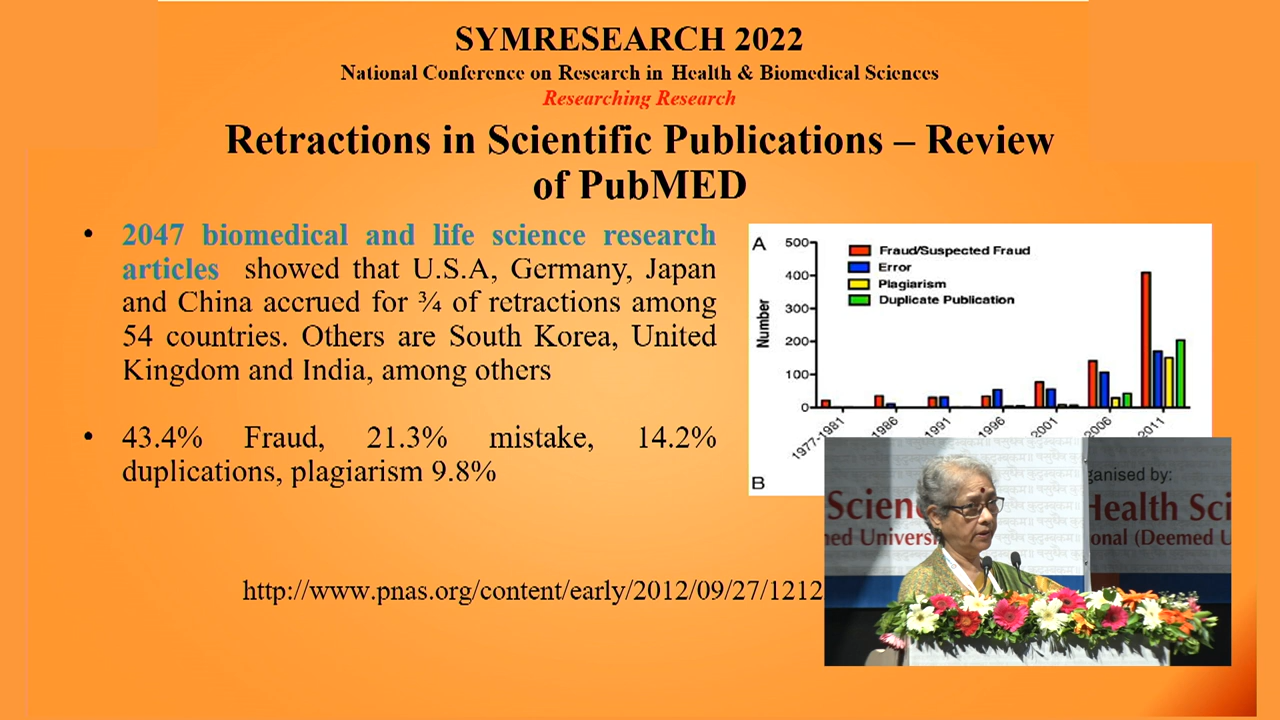 SYMRESEARCH 2022
National Conference on Research in Health & Biomedical Sciences
Researching Research
Retractions in Scientific Publications – Review
of PubMED
• 2047 biomedical and life science research
articles showed that U.S.A, Germany, Japan
and China accrued for ¾ of retractions among
54 countries. Others are South Korea, United
Kingdom and India, among others
• 43.4% Fraud, 21.3% mistake, 14.2%
duplications, plagiarism 9.8%
http://www.pnas.org/content/early/2012/09/27/1212
A
Number
500
400
300
200
100
0
Fraud/Suspected Fraud
Error
Plagiarism
Duplicate Publication
1977-1981
1986
1991
1996
2001
2006
2011
B
ganised by:
Scien
Health Sci
med Universi
onal (Deemed U